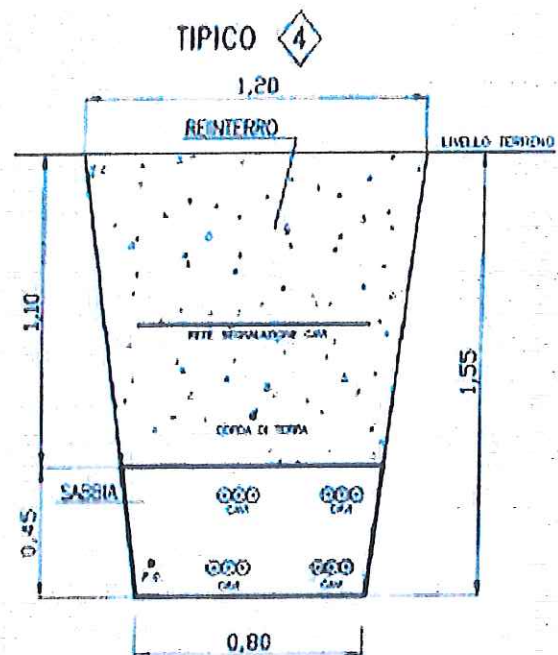 TIPICO 4
1,20
REINTERRO
LIVELLO TERRENO
1,10
1,55
RETE SEGNALAZIONE CAVI
CORDA DI TERRA
SABBIA
0,45
CAVI
CAVI
F.O.
CAVI
CAVI
0,80